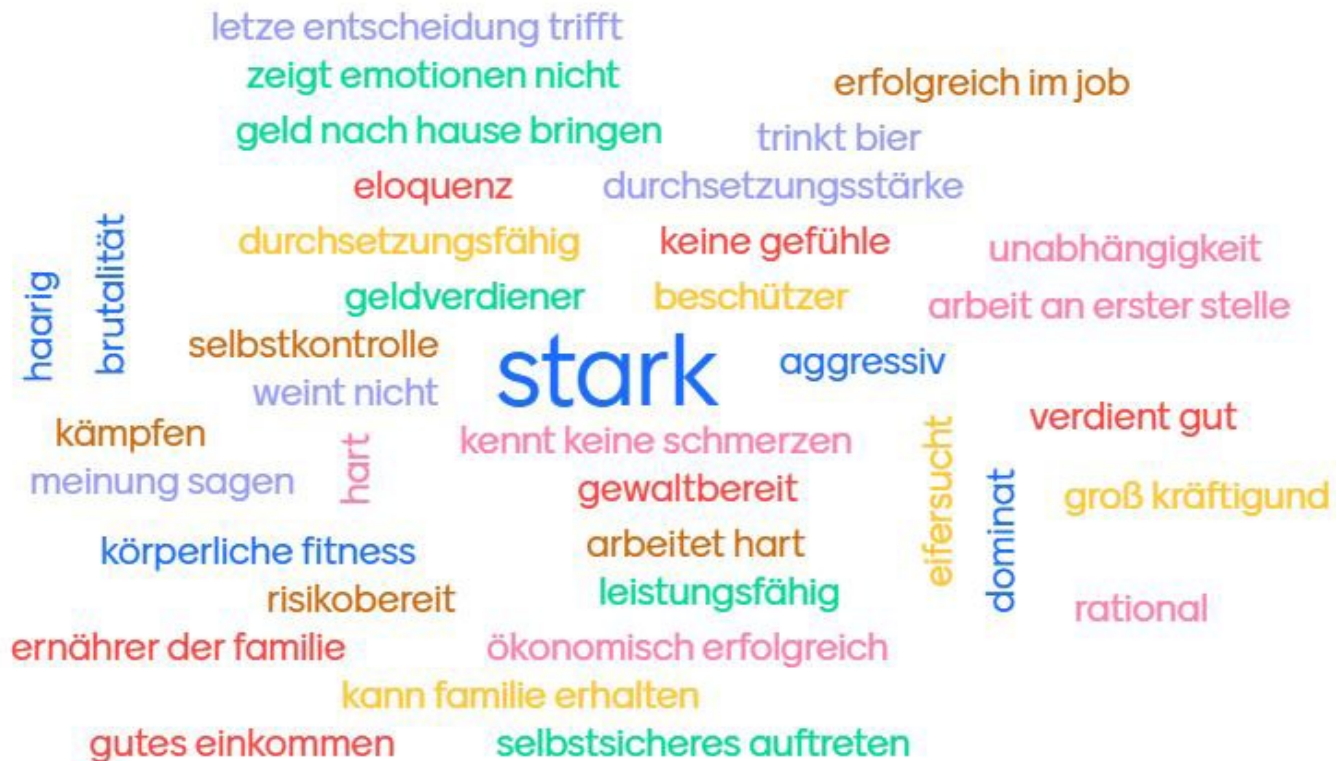 letze entscheidung trifft
zeigt emotionen nicht
erfolgreich im job
geld nach hause bringen
trinkt bier
eloquenz
durchsetzungsstärke
durchsetzungsfähig
keine gefühle
unabhängigkeit
haarig
brutalität
geldverdiener
beschützer
arbeit an erster stelle
selbstkontrolle
stark
aggressiv
weint nicht
verdient gut
kämpfen
hart
kennt keine schmerzen
eifersucht
meinung sagen
gewaltbereit
dominat
groß kräftigund
körperliche fitness
arbeitet hart
risikobereit
leistungsfähig
rational
ernährer der familie
ökonomisch erfolgreich
kann familie erhalten
gutes einkommen
selbstsicheres auftreten